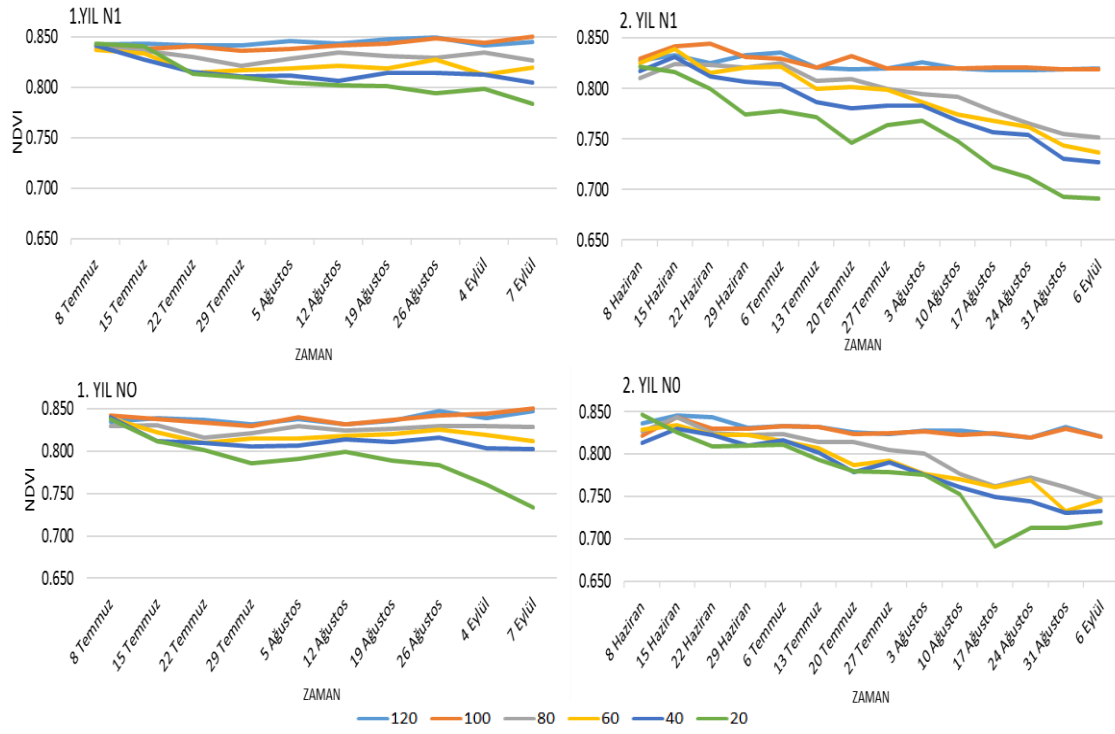 1.YIL N1
0.850
0.800
0.750
0.700
0.650
NDVI
8 Temmuz
15 Temmuz
22 Temmuz
29 Temmuz
5 Ağustos
12 Ağustos
19 Ağustos
26 Ağustos
4 Eylül
7 Eylül
ZAMAN
2. YIL N1
0.850
0.800
0.750
0.700
0.650
8 Haziran
15 Haziran
22 Haziran
29 Haziran
6 Temmuz
13 Temmuz
20 Temmuz
27 Temmuz
3 Ağustos
10 Ağustos
17 Ağustos
24 Ağustos
31 Ağustos
6 Eylül
ZAMAN
1. YIL NO
0.850
0.800
0.750
0.700
0.650
NDVI
8 Temmuz
15 Temmuz
22 Temmuz
29 Temmuz
5 Ağustos
12 Ağustos
19 Ağustos
26 Ağustos
4 Eylül
7 Eylül
ZAMAN
2. YIL N0
0.850
0.800
0.750
0.700
0.650
8 Haziran
15 Haziran
22 Haziran
29 Haziran
6 Temmuz
13 Temmuz
20 Temmuz
27 Temmuz
3 Ağustos
10 Ağustos
17 Ağustos
24 Ağustos
31 Ağustos
6 Eylül
ZAMAN
120 100 80 60 40 20